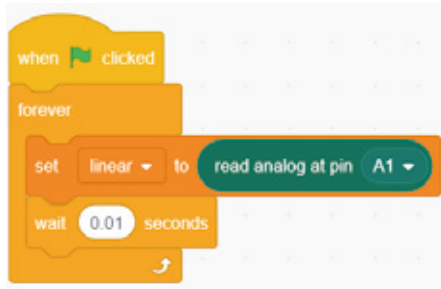 when clicked
forever
set linear to read analog at pin A1
wait 0.01 seconds